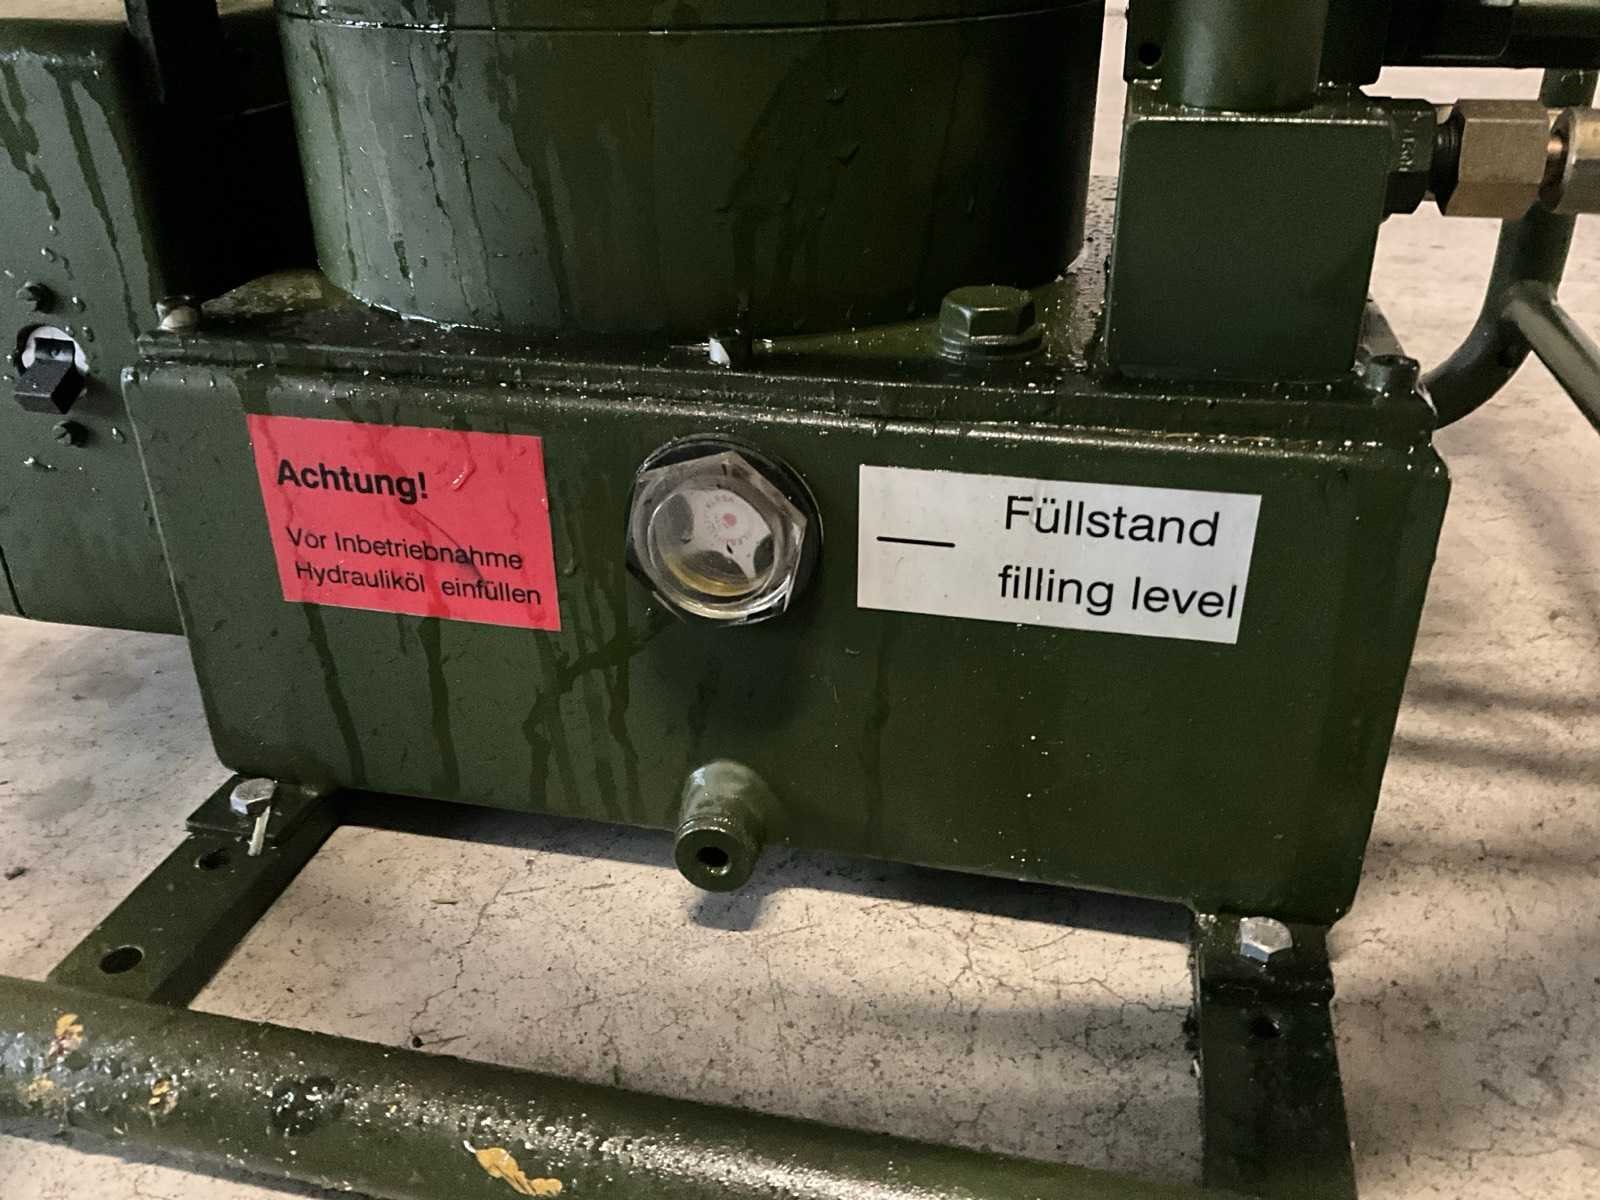 Achtung!
Vor Inbetriebnahme
Hydrauliköl einfüllen
Füllstand
filling level